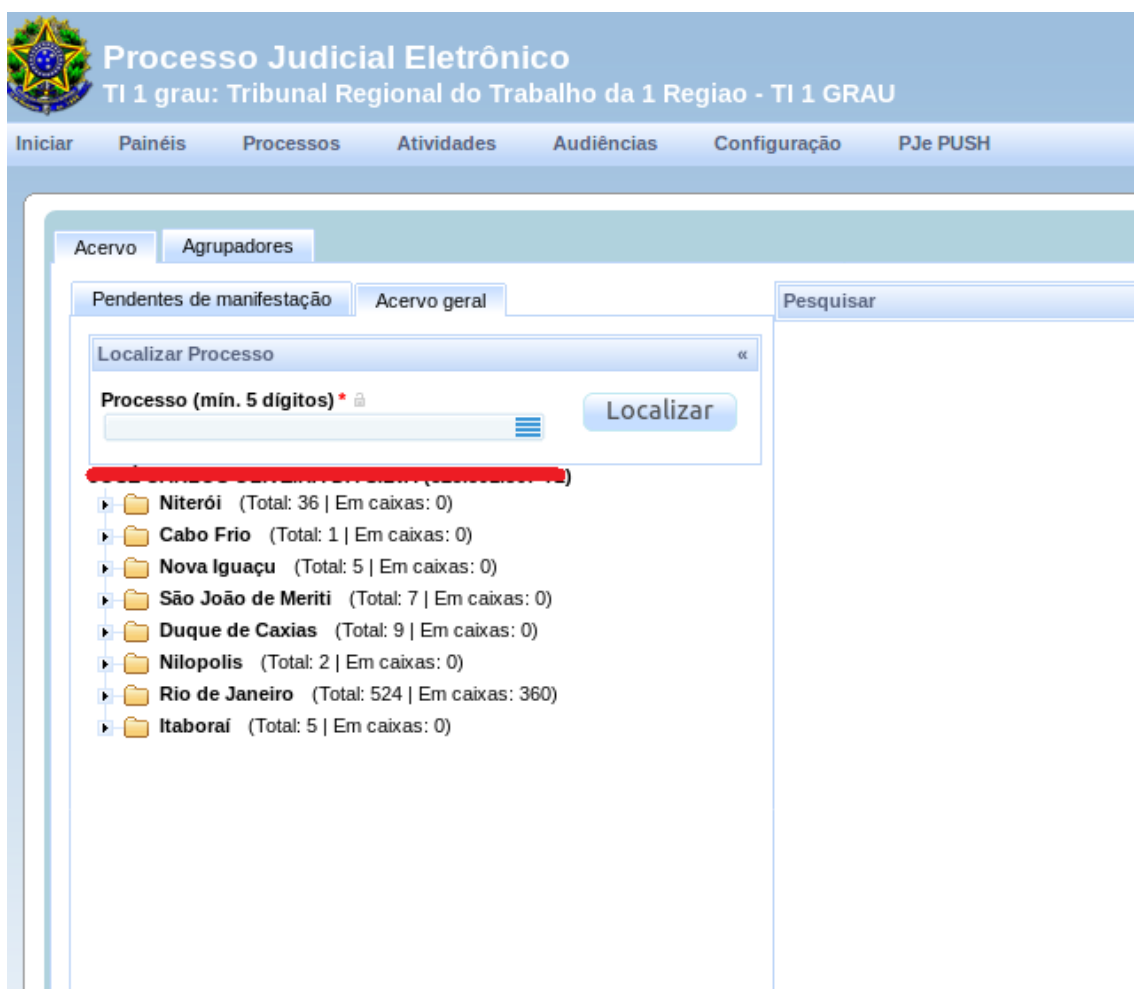 Processo Judicial Eletrônico
TI 1 grau: Tribunal Regional do Trabalho da 1 Regiao - TI 1 GRAU
Iniciar Painéis Processos Atividades Audiências Configuração PJe PUSH
Acervo Agrupadores
Pendentes de manifestação Acervo geral
Pesquisar
Localizar Processo «
Processo (mín. 5 dígitos) *
Localizar
Niterói (Total: 36 | Em caixas: 0)
Cabo Frio (Total: 1 | Em caixas: 0)
Nova Iguaçu (Total: 5 | Em caixas: 0)
São João de Meriti (Total: 7 | Em caixas: 0)
Duque de Caxias (Total: 9 | Em caixas: 0)
Nilopolis (Total: 2 | Em caixas: 0)
Rio de Janeiro (Total: 524 | Em caixas: 360)
Itaboraí (Total: 5 | Em caixas: 0)